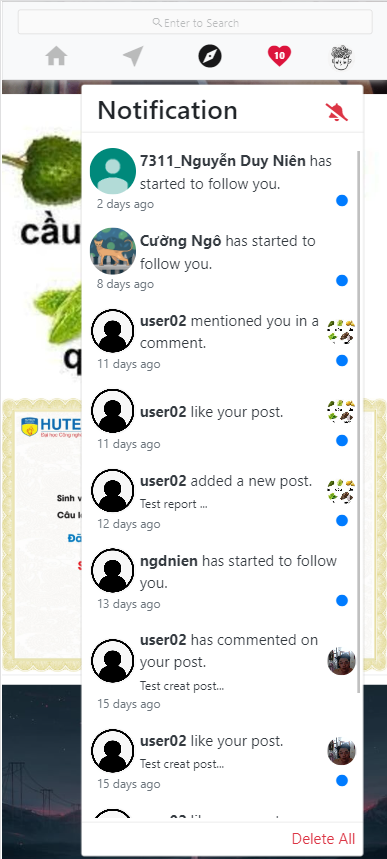 Enter to Search
10
Notification
7311_Nguyễn Duy Niên has
started to follow you.
2 days ago
cầu
Cường Ngô has started to
follow you.
8 days ago
user02 mentioned you in a
comment.
11 days ago
user02 like your post.
11 days ago
HUTE
user02 added a new post.
Test report ...
12 days ago
Sinh v
ngdnien has started to follow
you.
13 days ago
user02 has commented on
your post.
Test creat post...
15 days ago
user02 like your post.
Test creat post...
15 days ago
Delete All